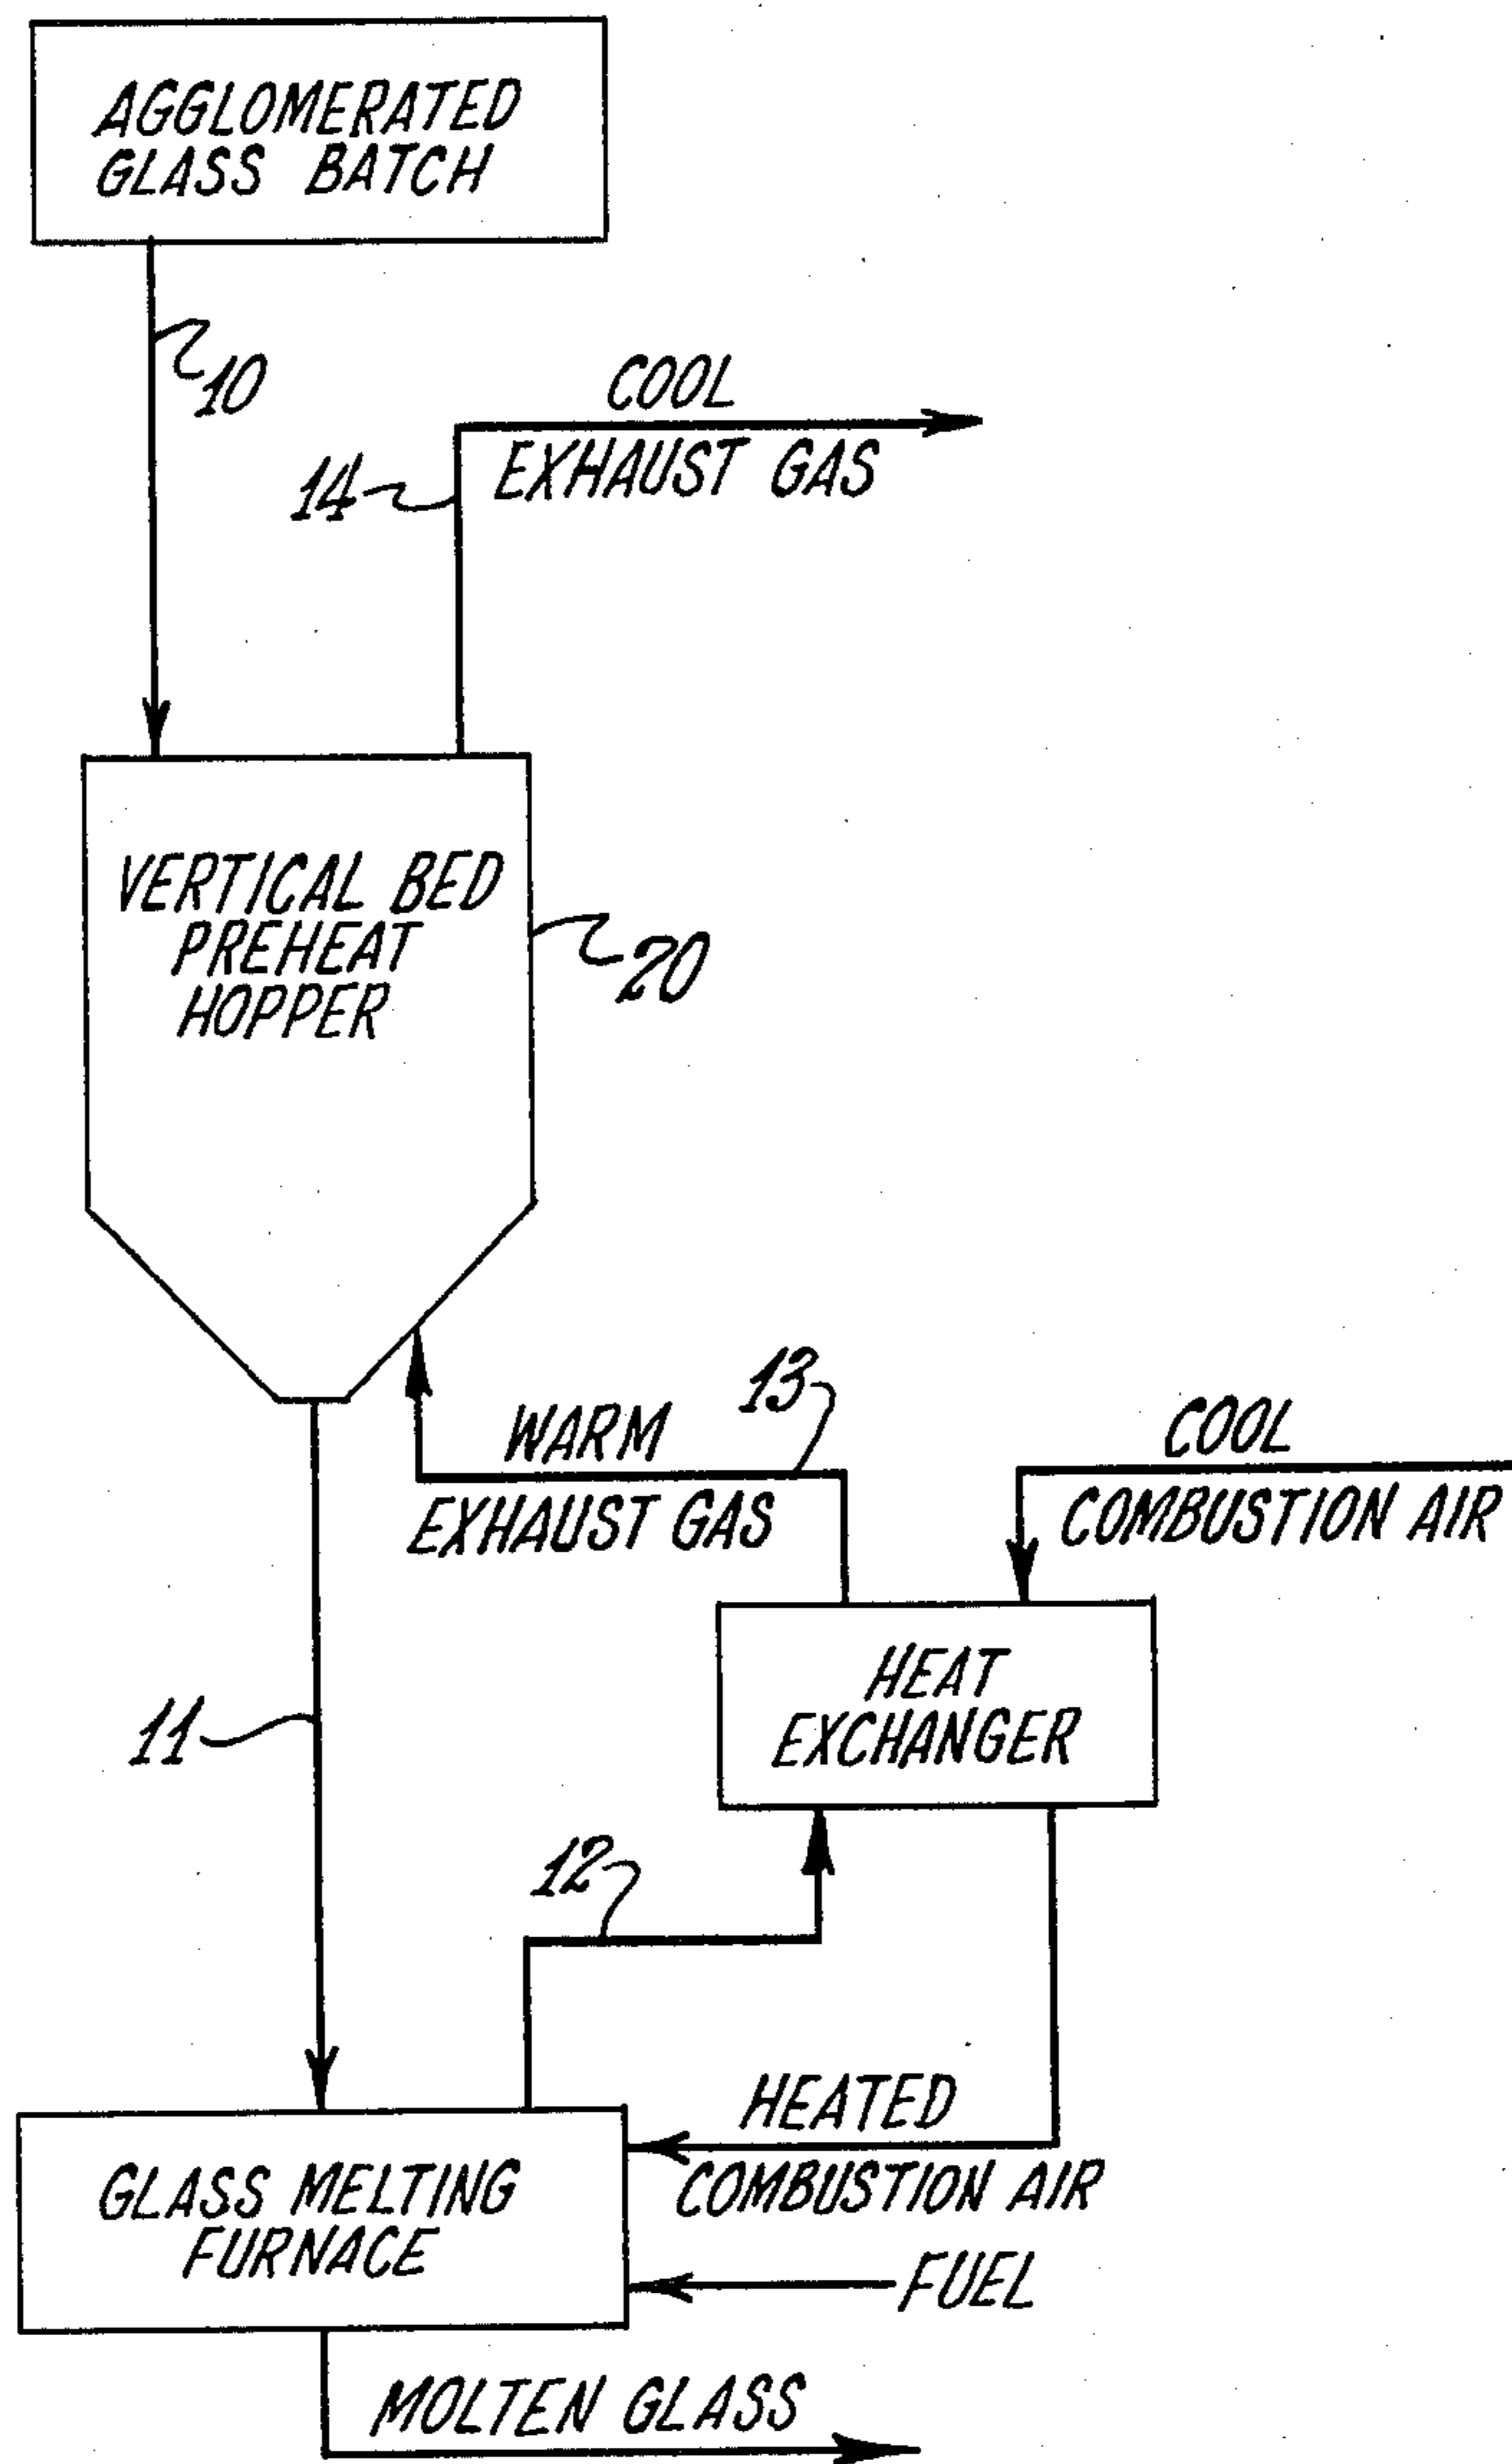 AGGLOMERATED
GLASS BATCH
10
COOL
EXHAUST GAS
14
VERTICAL BED
PREHEAT
HOPPER
20
13
WARM
EXHAUST GAS
COOL
COMBUSTION AIR
HEAT
EXCHANGER
11
12
HEATED
COMBUSTION AIR
GLASS MELTING
FURNACE
FUEL
MOLTEN GLASS